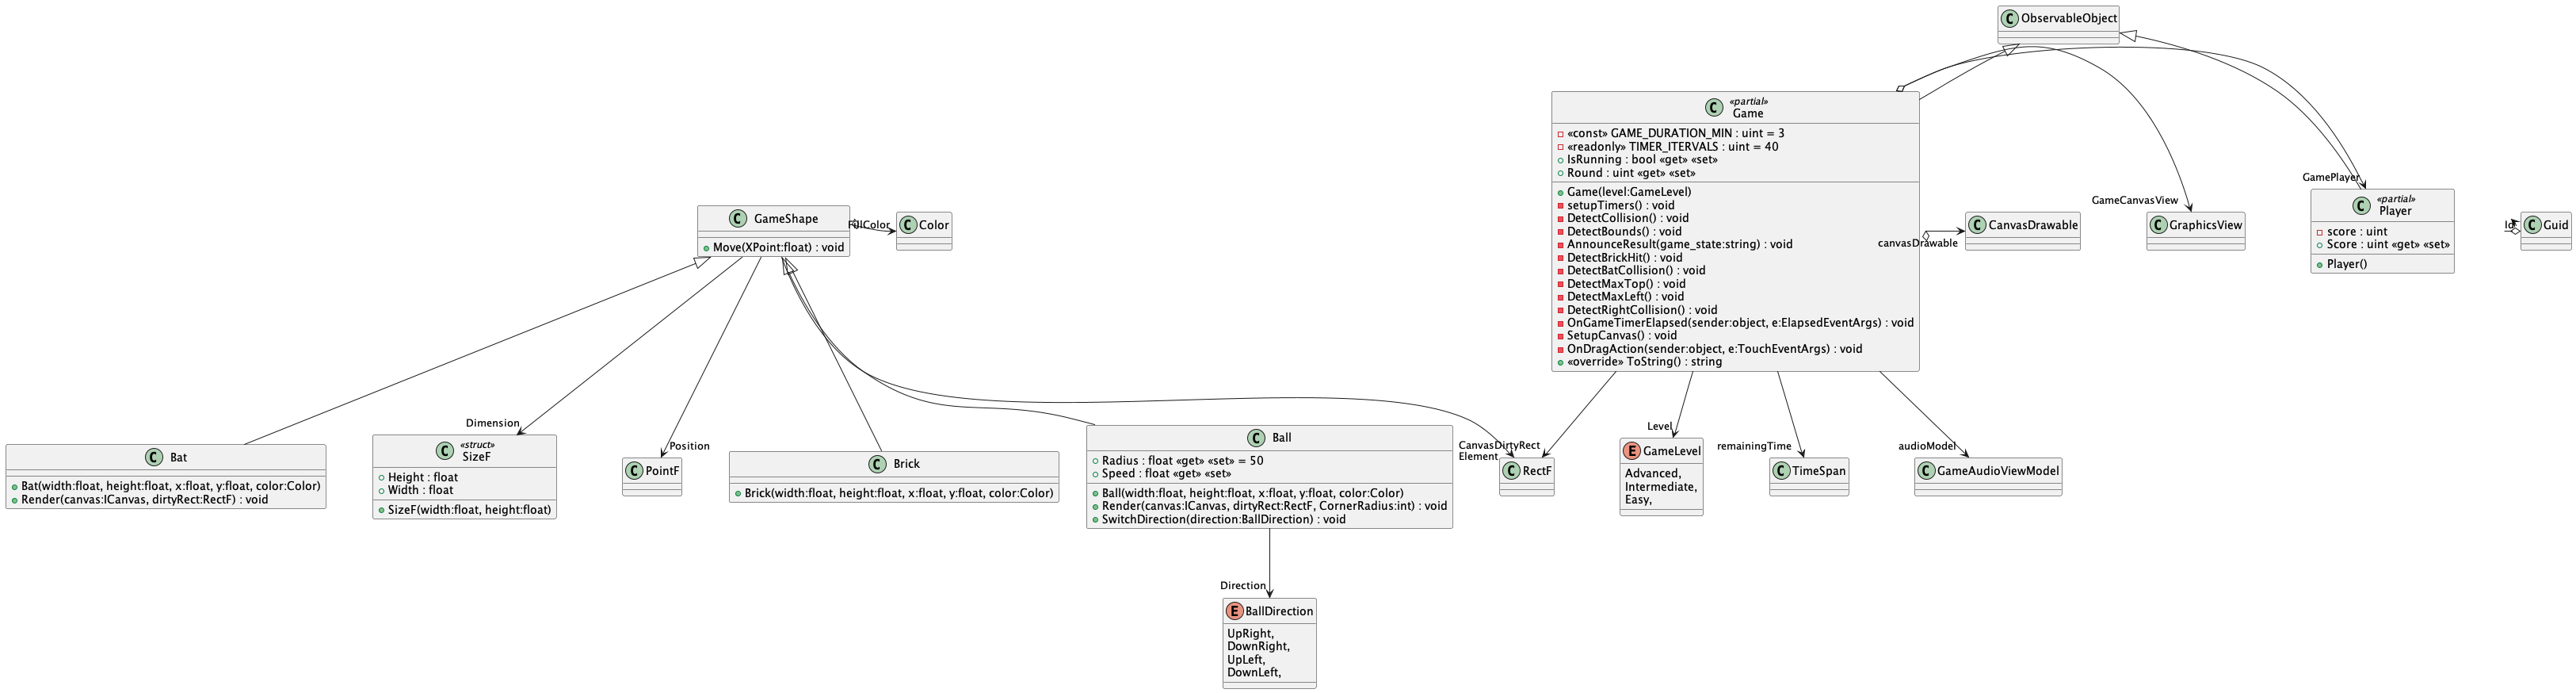 ObservableObject
«partial»
Game
«const» GAME_DURATION_MIN : uint = 3
«readonly» TIMER_ITERVALS : uint = 40
IsRunning : bool «get» «set»
Round : uint «get» «set»
Game(level:GameLevel)
setupTimers() : void
DetectCollision() : void
DetectBounds() : void
AnnounceResult(game_state:string) : void
DetectBrickHit() : void
DetectBatCollision() : void
DetectMaxTop() : void
DetectMaxLeft() : void
DetectRightCollision() : void
OnGameTimerElapsed(sender:object, e:ElapsedEventArgs) : void
SetupCanvas() : void
OnDragAction(sender:object, e:TouchEventArgs) : void
«override» ToString() : string
GameShape
Move(XPoint:float) : void
FillColor
Color
canvasDrawable
CanvasDrawable
GameCanvasView
GraphicsView
GamePlayer
«partial»
Player
score : uint
Score : uint «get» «set»
Player()
Id
Guid
Bat
Bat(width:float, height:float, x:float, y:float, color:Color)
Render(canvas:ICanvas, dirtyRect:RectF) : void
Dimension
«struct»
SizeF
Height : float
Width : float
SizeF(width:float, height:float)
Position
PointF
Brick
Brick(width:float, height:float, x:float, y:float, color:Color)
Ball
Radius : float «get» «set» = 50
Speed : float «get» «set»
Ball(width:float, height:float, x:float, y:float, color:Color)
Render(canvas:ICanvas, dirtyRect:RectF, CornerRadius:int) : void
SwitchDirection(direction:BallDirection) : void
CanvasDirtyRect
Element
RectF
Level
GameLevel
Advanced,
Intermediate,
Easy,
remainingTime
TimeSpan
audioModel
GameAudioViewModel
Direction
BallDirection
UpRight,
DownRight,
UpLeft,
DownLeft,